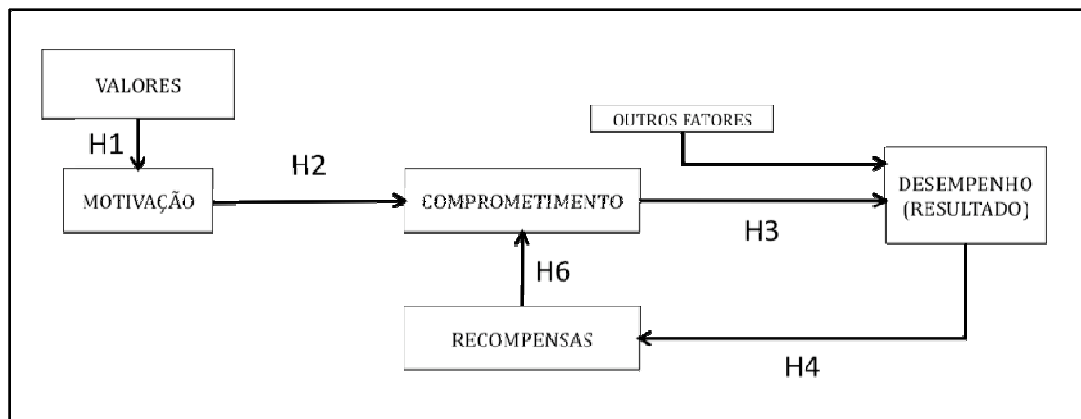 VALORES
H1
OUTROS FATORES
H2
MOTIVAÇÃO
COMPROMETIMENTO
DESEMPENHO
(RESULTADO)
H3
H6
RECOMPENSAS
H4